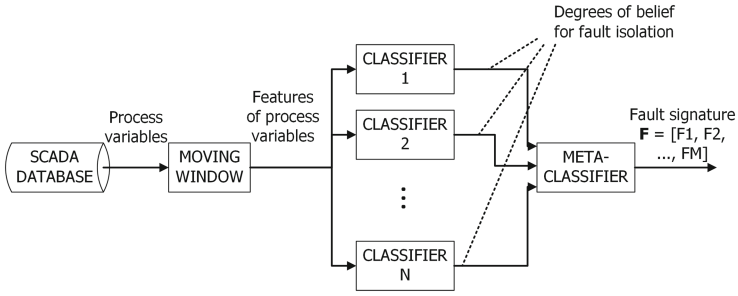 Degrees of belief
for fault isolation
CLASSIFIER
1
Features
of process
variables
Process
variables
CLASSIFIER
2
Fault signature
F = [F1, F2,
..., FM]
SCADA
DATABASE
MOVING
WINDOW
META-
CLASSIFIER
...
CLASSIFIER
N